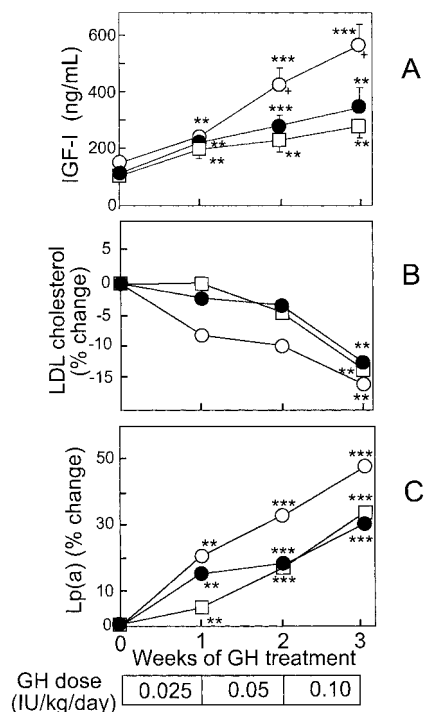 600
400
200
0
IGF-I
(ng/mL)
***
***
**
+
+
**
***
**
**
**
**
A
5
0
-5
-10
-15
LDL cholesterol
(% change)
**
**
**
B
50
30
10
0
Lp(a) (% change)
***
***
***
**
***
***
***
**
**
C
0 1 2 3
Weeks of GH treatment
GH dose
(IU/kg/day)
0.025 0.05 0.10